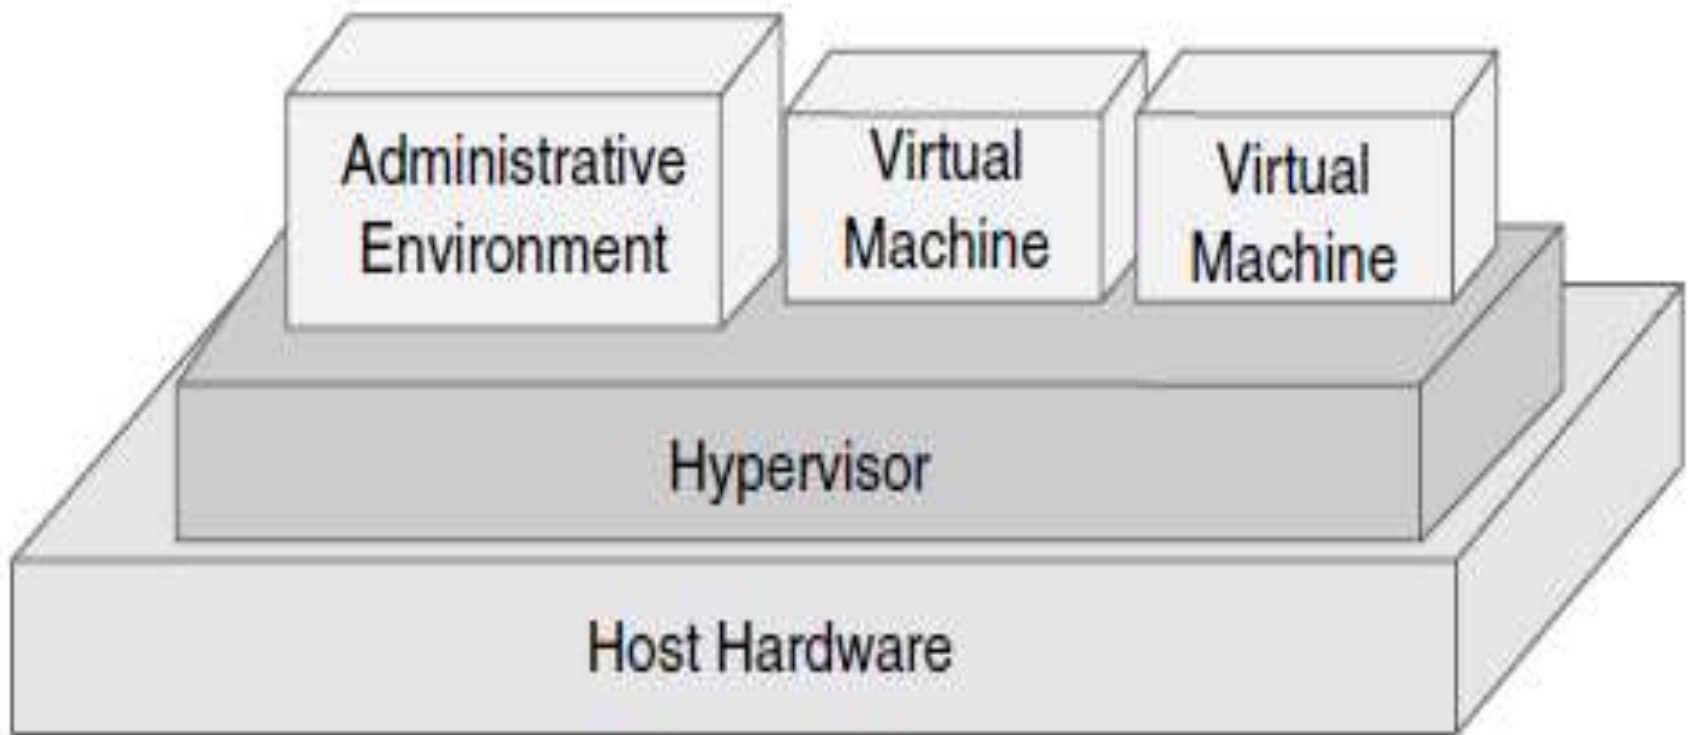 Administrative
Environment
Virtual
Machine
Virtual
Machine
Hypervisor
Host Hardware